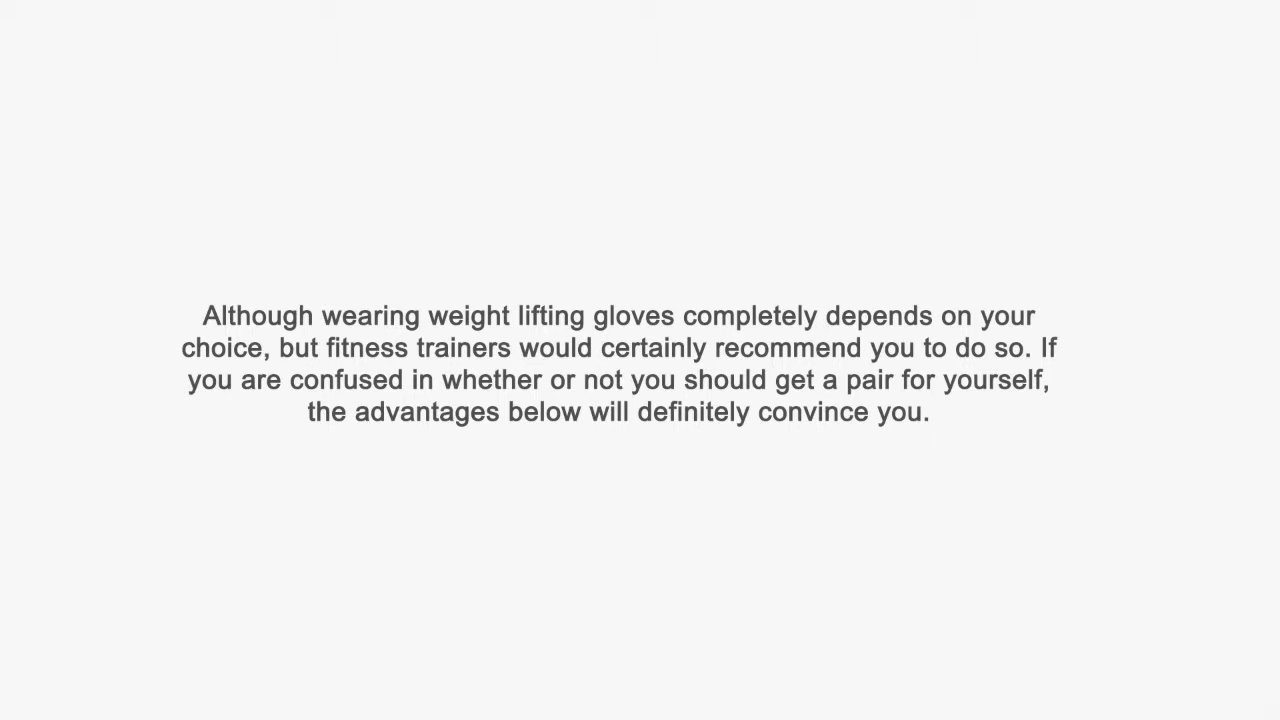 Although wearing weight lifting gloves completely depends on your
choice, but fitness trainers would certainly recommend you to do so. If
you are confused in whether or not you should get a pair for yourself,
the advantages below will definitely convince you.